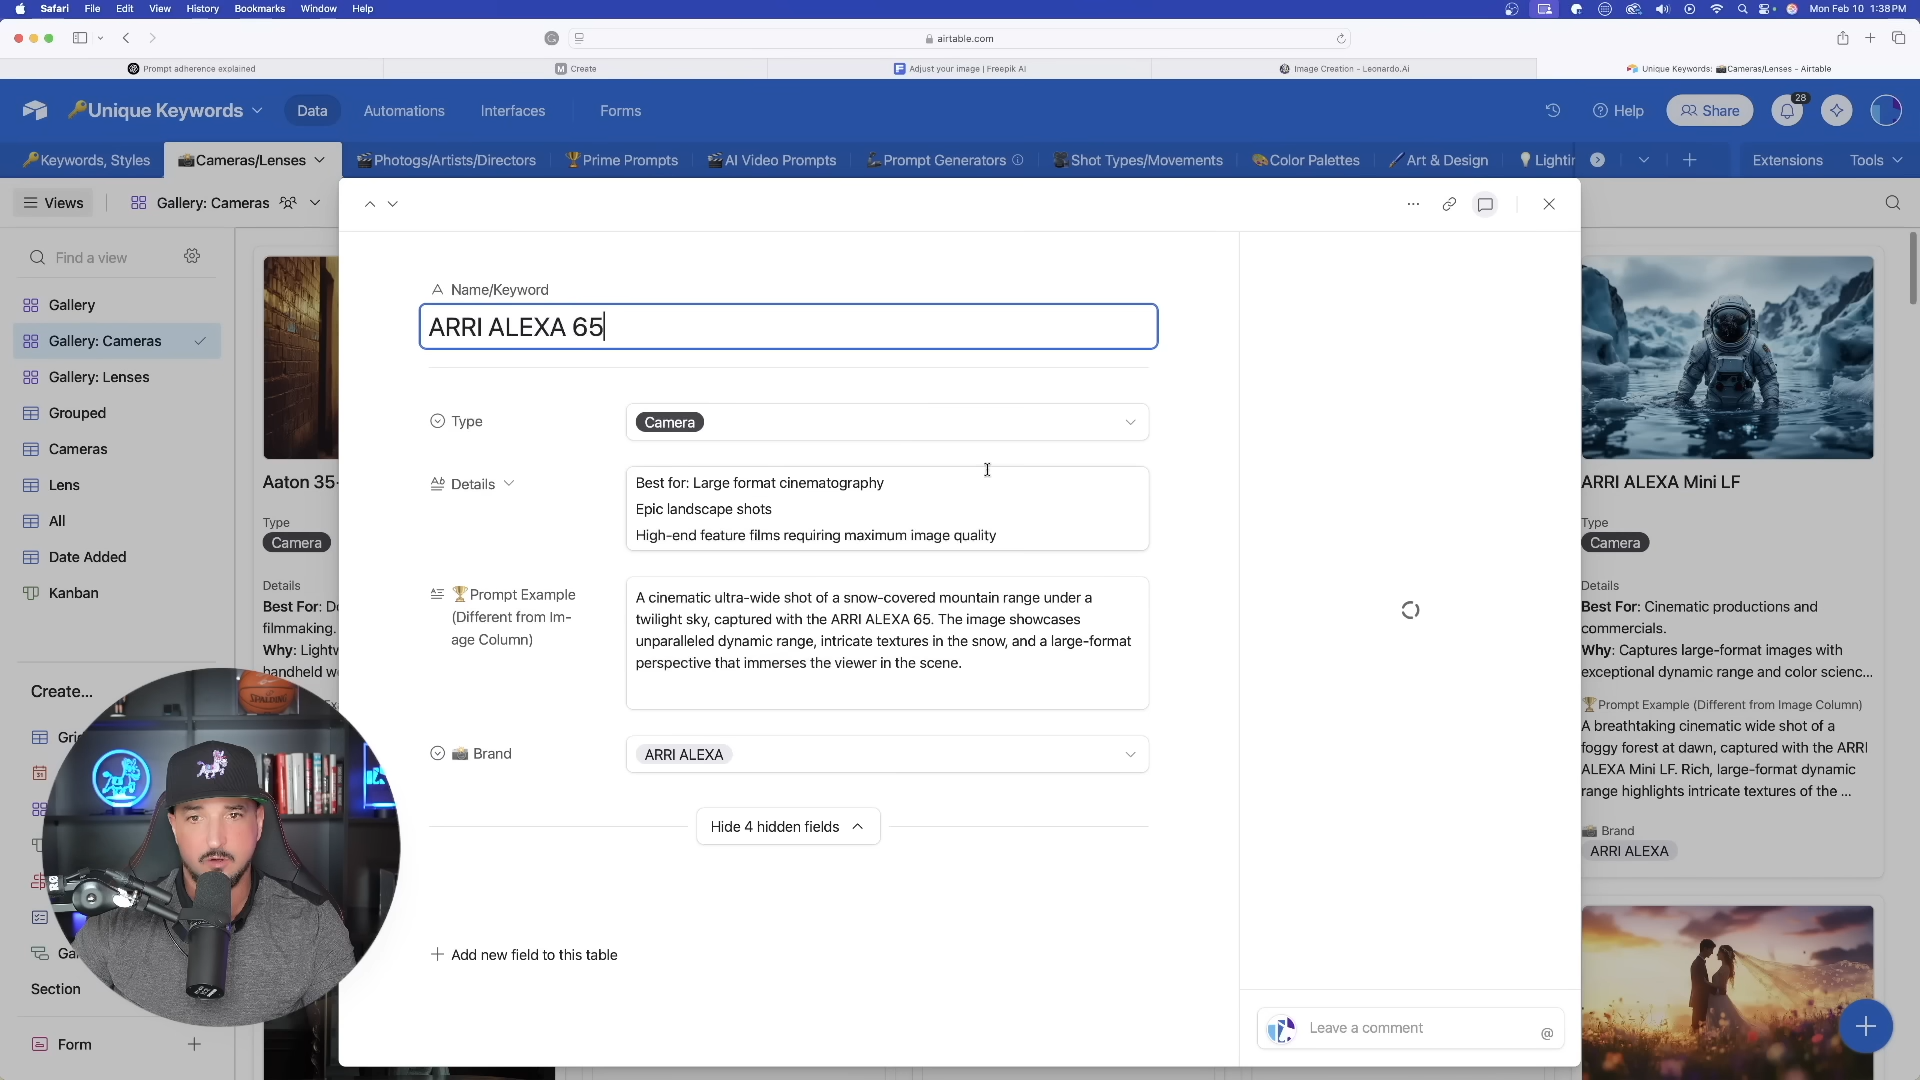 Safari File Edit View History Bookmarks Window Help
Mon Feb 10 1:38 PM
airtable.com
Prompt adherence explained
Create
Adjust your image | Freepik AI
Image Creation - Leonardo.Ai
Unique Keywords: 📸Cameras/Lenses - Airtable
🔑Unique Keywords
Data
Automations
Interfaces
Forms
Help
Share
28
🔑Keywords, Styles
📸Cameras/Lenses
🎬Photogs/Artists/Directors
🏆Prime Prompts
🎬AI Video Prompts
Prompt Generators
🎥Shot Types/Movements
🎨Color Palettes
🖌️Art & Design
💡Lightin
Extensions
Tools
Views
Gallery: Cameras
Find a view
Gallery
Gallery: Cameras
Gallery: Lenses
Grouped
Cameras
Lens
All
Date Added
Kanban
Create...
Gri
Ga
Section
Form
Aaton 35-
Type
Camera
Details
Best For: D
filmmaking.
Why: Lightw
handheld w
Name/Keyword
ARRI ALEXA 65
Type
Camera
Details
Best for: Large format cinematography
Epic landscape shots
High-end feature films requiring maximum image quality
🏆Prompt Example
(Different from Im-
age Column)
A cinematic ultra-wide shot of a snow-covered mountain range under a
twilight sky, captured with the ARRI ALEXA 65. The image showcases
unparalleled dynamic range, intricate textures in the snow, and a large-format
perspective that immerses the viewer in the scene.
📸 Brand
ARRI ALEXA
Hide 4 hidden fields
Add new field to this table
Leave a comment
@
ARRI ALEXA Mini LF
Type
Camera
Details
Best For: Cinematic productions and
commercials.
Why: Captures large-format images with
exceptional dynamic range and color scienc...
🏆Prompt Example (Different from Image Column)
A breathtaking cinematic wide shot of a
foggy forest at dawn, captured with the ARRI
ALEXA Mini LF. Rich, large-format dynamic
range highlights intricate textures of the ...
📸 Brand
ARRI ALEXA
SPALDING